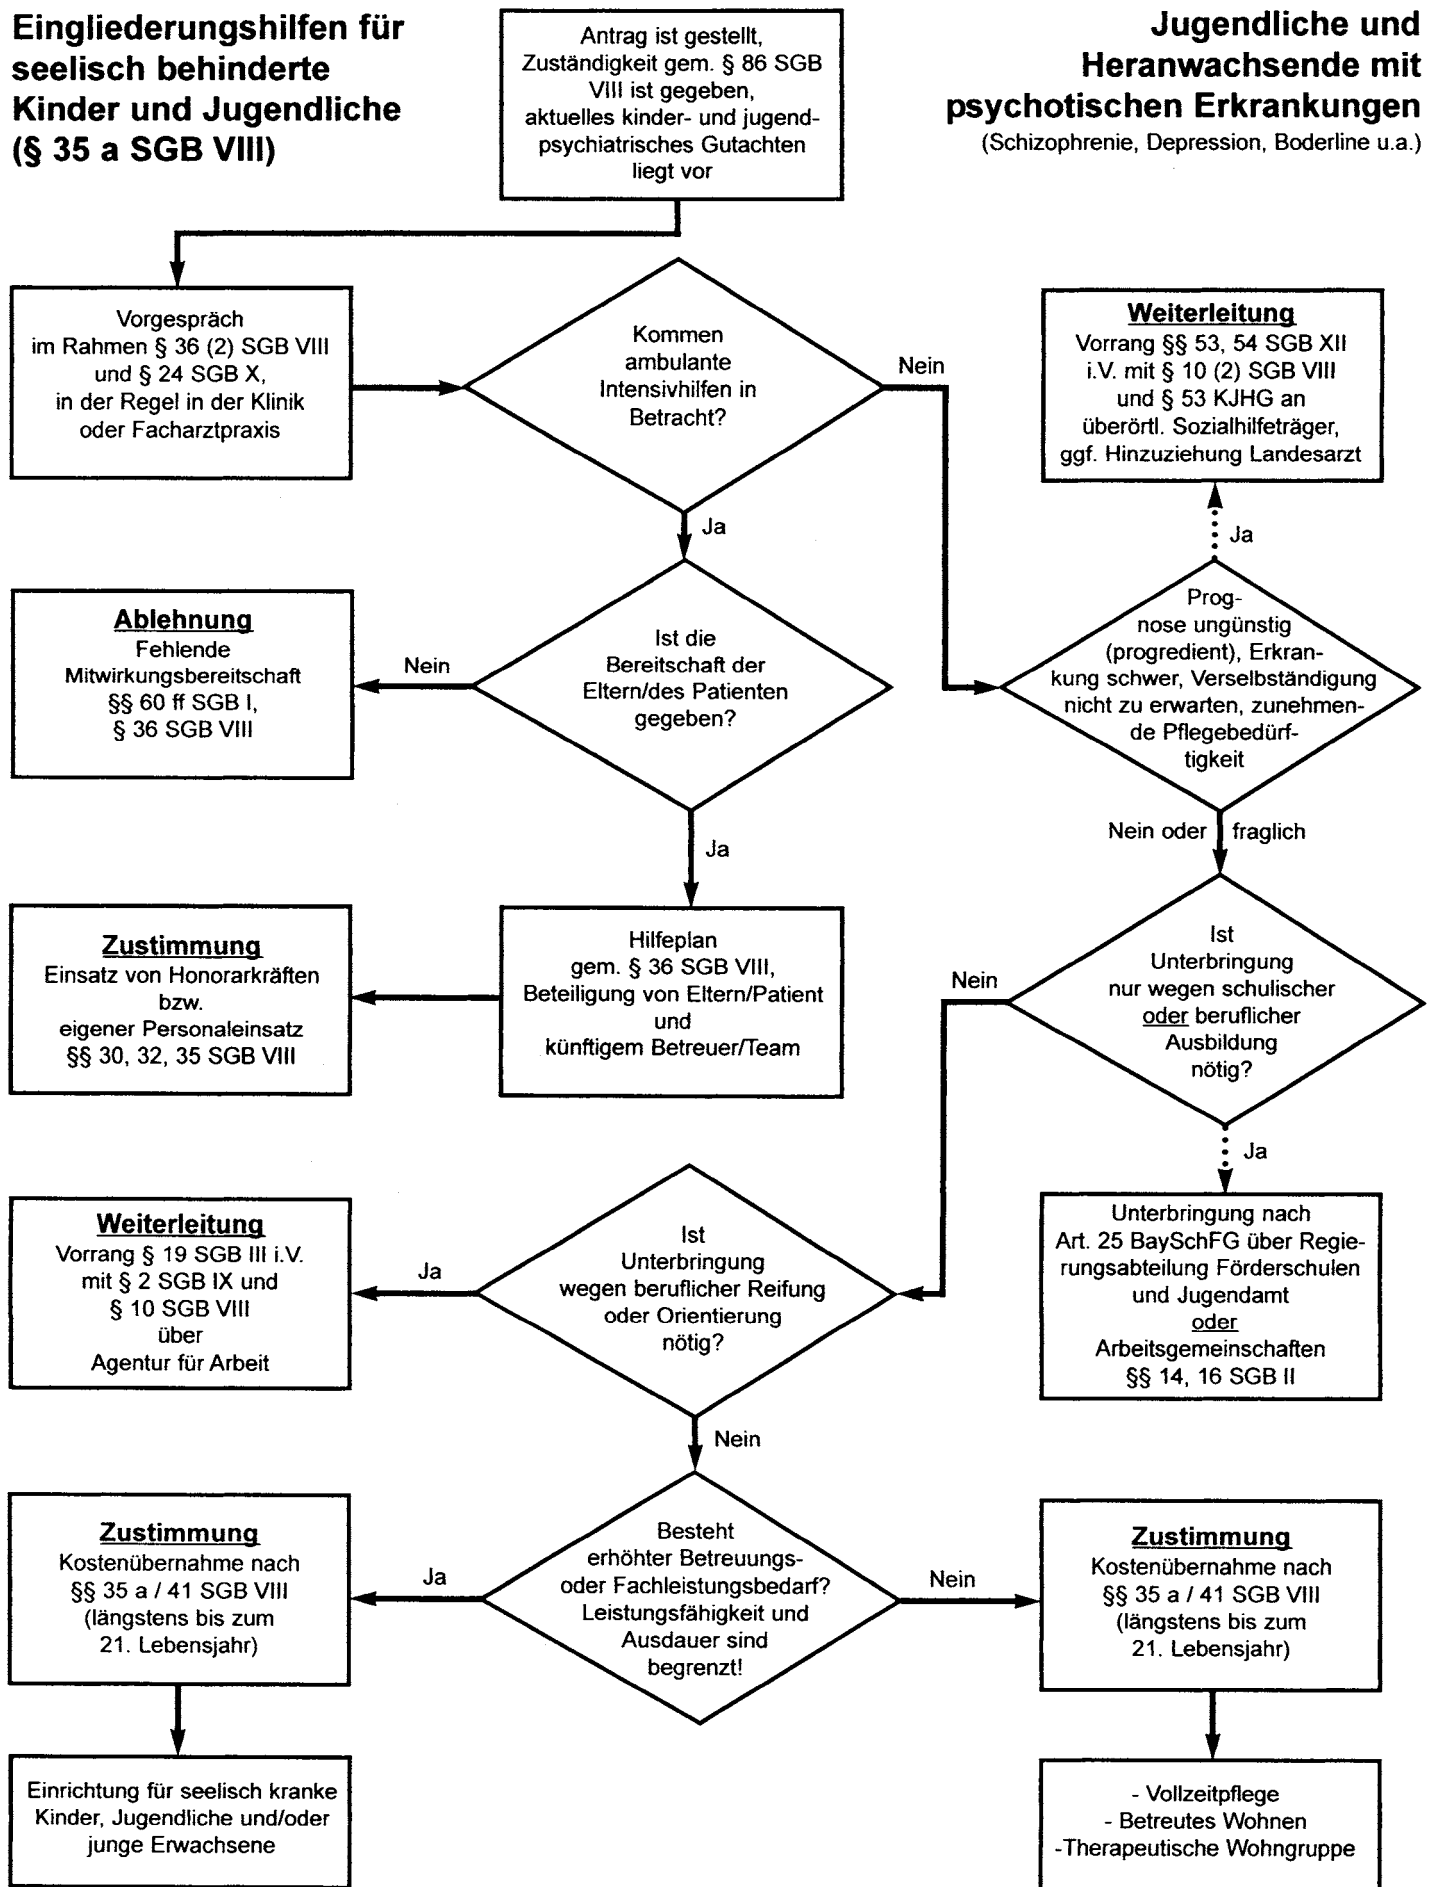 Eingliederungshilfen für
seelisch behinderte
Kinder und Jugendliche
(§ 35 a SGB VIII)
Antrag ist gestellt,
Zuständigkeit gem. § 86 SGB
VIII ist gegeben,
aktuelles kinder- und jugend-
psychiatrisches Gutachten
liegt vor
Jugendliche und
Heranwachsende mit
psychotischen Erkrankungen
(Schizophrenie, Depression, Boderline u.a.)
Vorgespräch
im Rahmen § 36 (2) SGB VIII
und § 24 SGB X,
in der Regel in der Klinik
oder Facharztpraxis
Kommen
ambulante
Intensivhilfen in
Betracht?
Nein
Weiterleitung
Vorrang §§ 53, 54 SGB XII
i.V. mit § 10 (2) SGB VIII
und § 53 KJHG an
überörtl. Sozialhilfeträger,
ggf. Hinzuziehung Landesarzt
Ja
Ja
Ablehnung
Fehlende
Mitwirkungsbereitschaft
§§ 60 ff SGB I,
§ 36 SGB VIII
Nein
Ist die
Bereitschaft der
Eltern/des Patienten
gegeben?
Prog-
nose ungünstig
(progredient), Erkran-
kung schwer, Verselbständigung
nicht zu erwarten, zunehmen-
de Pflegebedürf-
tigkeit
Ja
Nein oder fraglich
Zustimmung
Einsatz von Honorarkräften
bzw.
eigener Personaleinsatz
§§ 30, 32, 35 SGB VIII
Hilfeplan
gem. § 36 SGB VIII,
Beteiligung von Eltern/Patient
und
künftigem Betreuer/Team
Nein
Ist
Unterbringung
nur wegen schulischer
oder beruflicher
Ausbildung
nötig?
Ja
Weiterleitung
Vorrang § 19 SGB III i.V.
mit § 2 SGB IX und
§ 10 SGB VIII
über
Agentur für Arbeit
Ja
Ist
Unterbringung
wegen beruflicher Reifung
oder Orientierung
nötig?
Unterbringung nach
Art. 25 BaySchFG über Regie-
rungsabteilung Förderschulen
und Jugendamt
oder
Arbeitsgemeinschaften
§§ 14, 16 SGB II
Nein
Zustimmung
Kostenübernahme nach
§§ 35 a / 41 SGB VIII
(längstens bis zum
21. Lebensjahr)
Ja
Besteht
erhöhter Betreuungs-
oder Fachleistungsbedarf?
Leistungsfähigkeit und
Ausdauer sind
begrenzt!
Nein
Zustimmung
Kostenübernahme nach
§§ 35 a / 41 SGB VIII
(längstens bis zum
21. Lebensjahr)
Einrichtung für seelisch kranke
Kinder, Jugendliche und/oder
junge Erwachsene
- Vollzeitpflege
- Betreutes Wohnen
-Therapeutische Wohngruppe